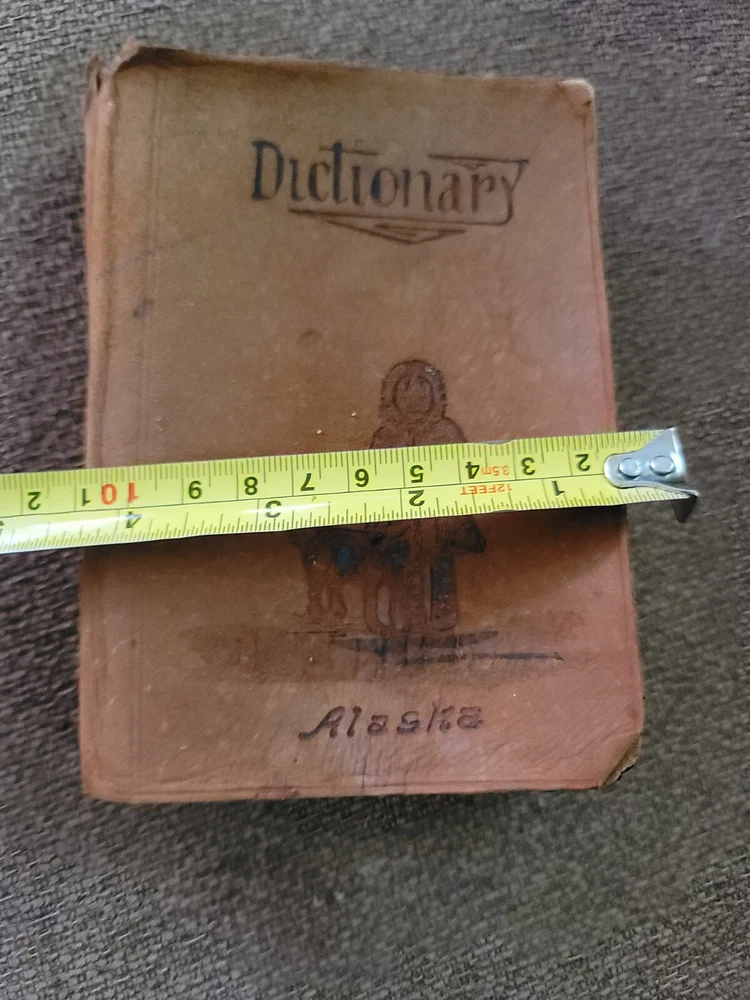 Dictionary
2 11 10 9 8 7 6 5 4 3.5m 3 2
4 3 2 12FEET 1
Alaska